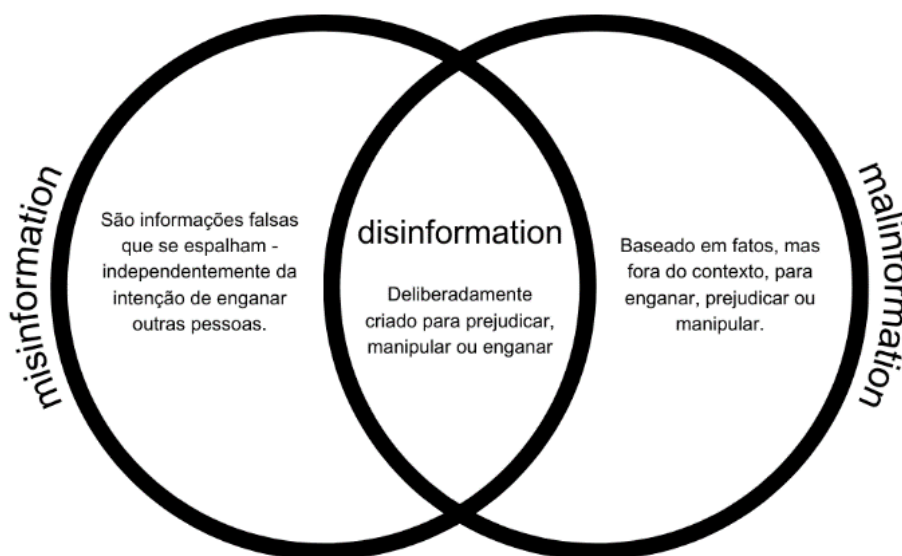 misinformation
São informações falsas
que se espalham -
independentemente da
intenção de enganar
outras pessoas.
disinformation
Deliberadamente
criado para prejudicar,
manipular ou enganar
Baseado em fatos, mas
fora do contexto, para
enganar, prejudicar ou
manipular.
malinformation